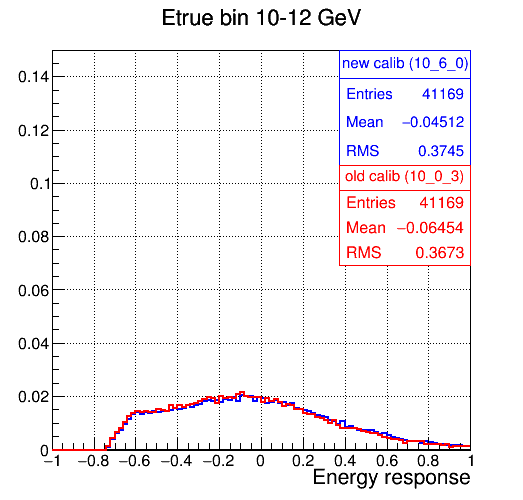 Etrue bin 10-12 GeV
new calib (10_6_0)
Entries 41169
Mean −0.04512
RMS 0.3745
old calib (10_0_3)
Entries 41169
Mean −0.06454
RMS 0.3673
0.14
0.12
0.1
0.08
0.06
0.04
0.02
0
−1 −0.8 −0.6 −0.4 −0.2 0 0.2 0.4 0.6 0.8 1
Energy response